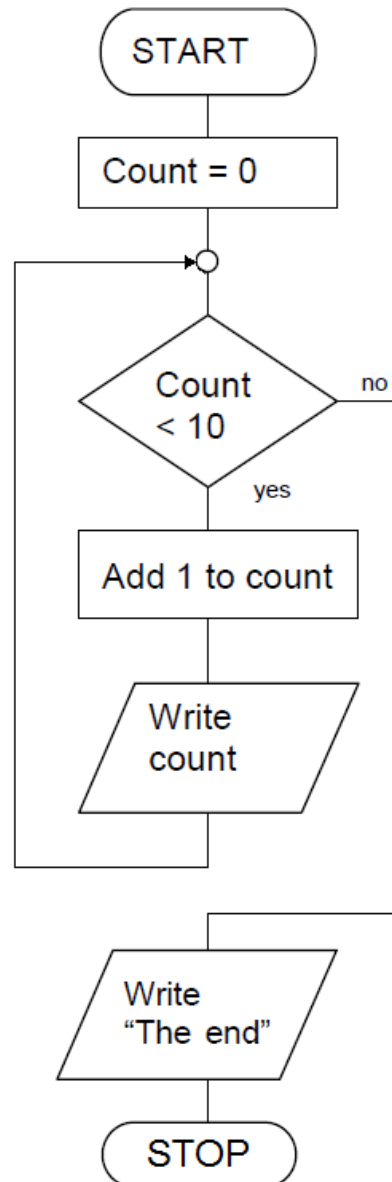 START
Count = 0
Count
< 10
no
yes
Add 1 to count
Write
count
Write
“The end”
STOP